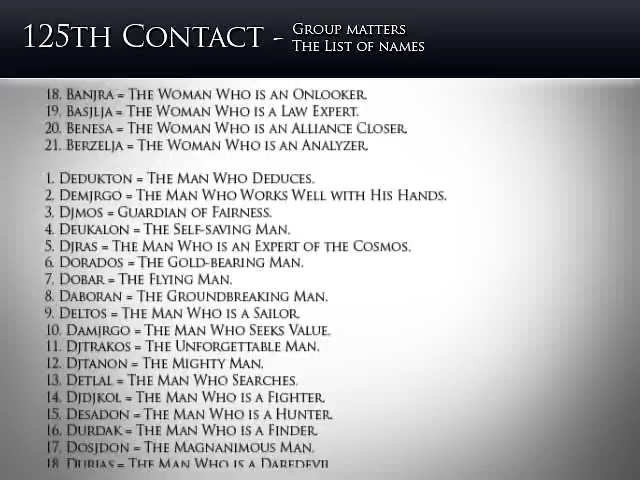 125th Contact - Group matters
The List of names
18. Banjra = The Woman Who is an Onlooker.
19. Basjlja = The Woman Who is a Law Expert.
20. Benesa = The Woman Who is an Alliance Closer.
21. Berzelja = The Woman Who is an Analyzer.
1. Dedukton = The Man Who Deduces.
2. Demjrgo = The Man Who Works Well with His Hands.
3. Djmos = Guardian of Fairness.
4. Deukalon = The Self-saving Man.
5. Djras = The Man Who is an Expert of the Cosmos.
6. Dorados = The Gold-bearing Man.
7. Dobar = The Flying Man.
8. Daboran = The Groundbreaking Man.
9. Deltos = The Man Who is a Sailor.
10. Damjrgo = The Man Who Seeks Value.
11. Djtrakos = The Unforgettable Man.
12. Djtanon = The Mighty Man.
13. Detlal = The Man Who Searches.
14. Djdjkol = The Man Who is a Fighter.
15. Desadon = The Man Who is a Hunter.
16. Durdak = The Man Who is a Finder.
17. Dosjdon = The Magnanimous Man.
18. Durias = The Man Who is a Daredevil